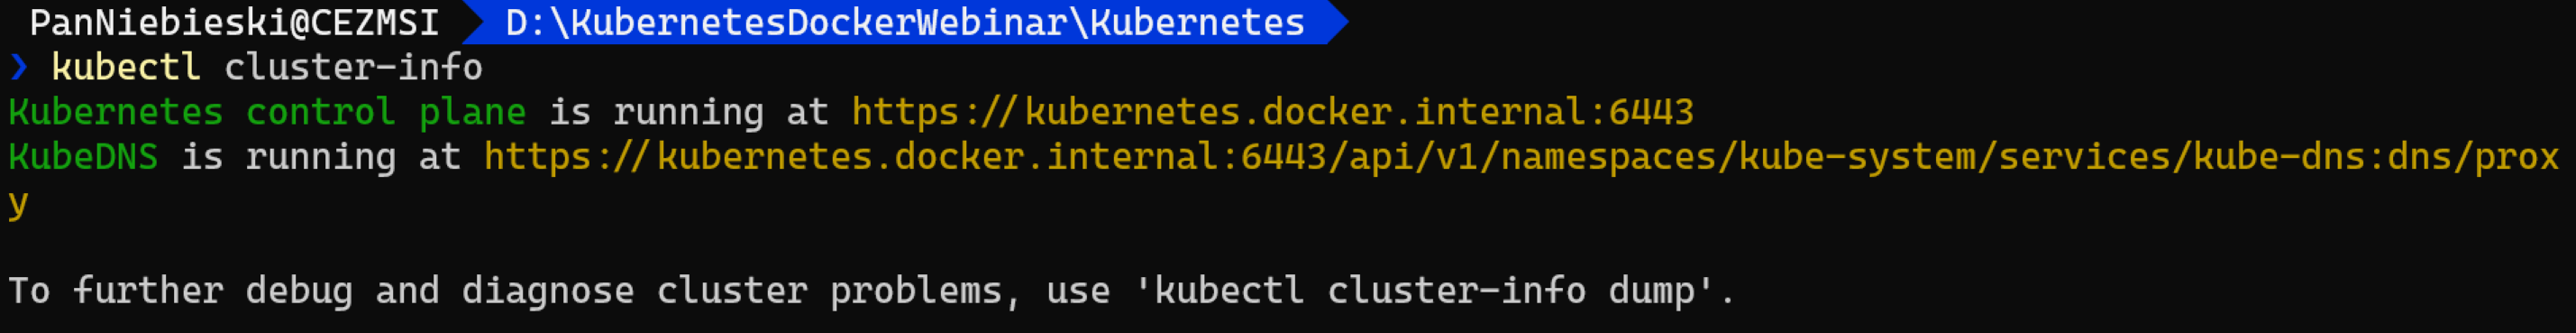 PanNiebieski@CEZMSI D:\KubernetesDockerWebinar\Kubernetes
❯ kubectl cluster-info
Kubernetes control plane is running at https://kubernetes.docker.internal:6443
KubeDNS is running at https://kubernetes.docker.internal:6443/api/v1/namespaces/kube-system/services/kube-dns:dns/prox
y
To further debug and diagnose cluster problems, use 'kubectl cluster-info dump'.